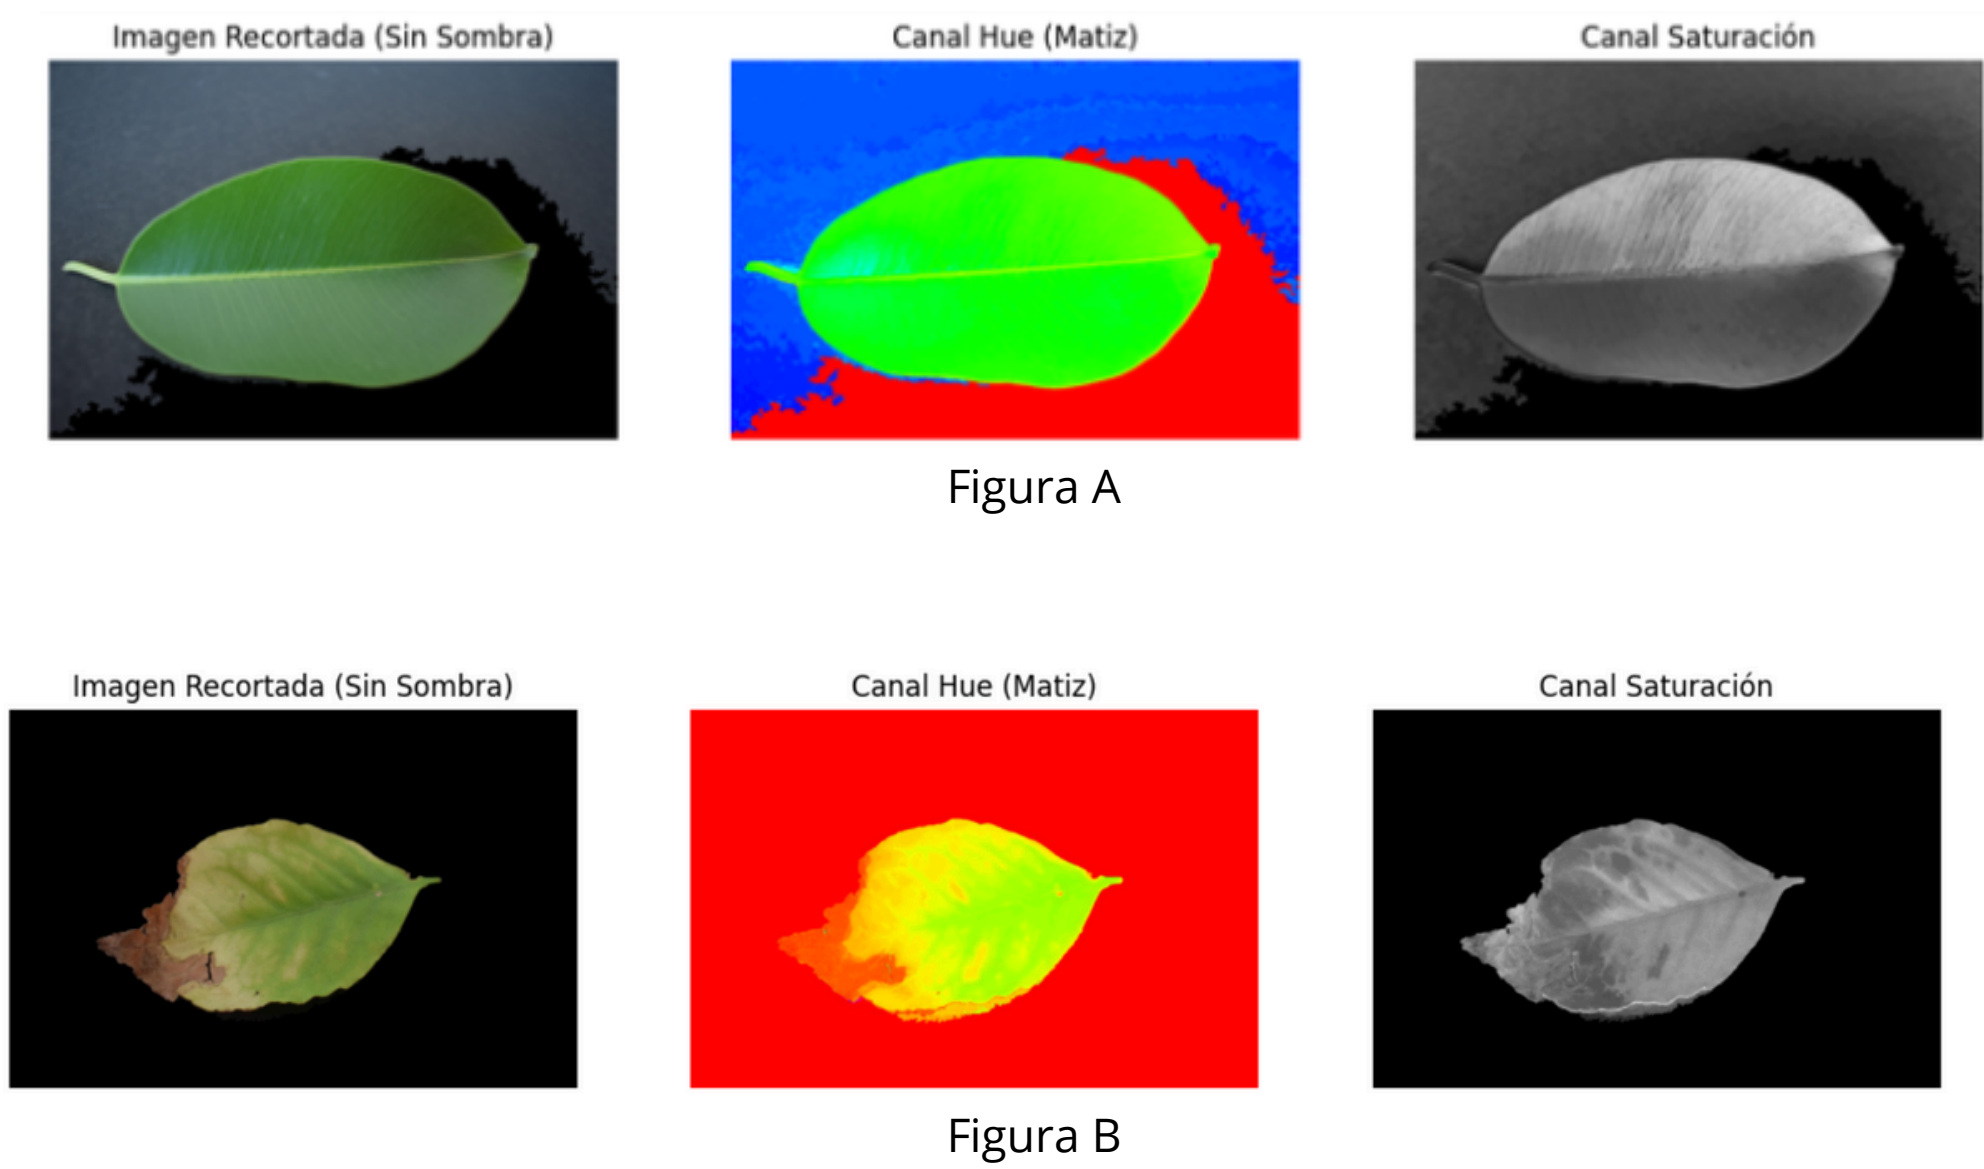 Imagen Recortada (Sin Sombra)
Canal Hue (Matiz)
Canal Saturación
Figura A
Imagen Recortada (Sin Sombra)
Canal Hue (Matiz)
Canal Saturación
Figura B